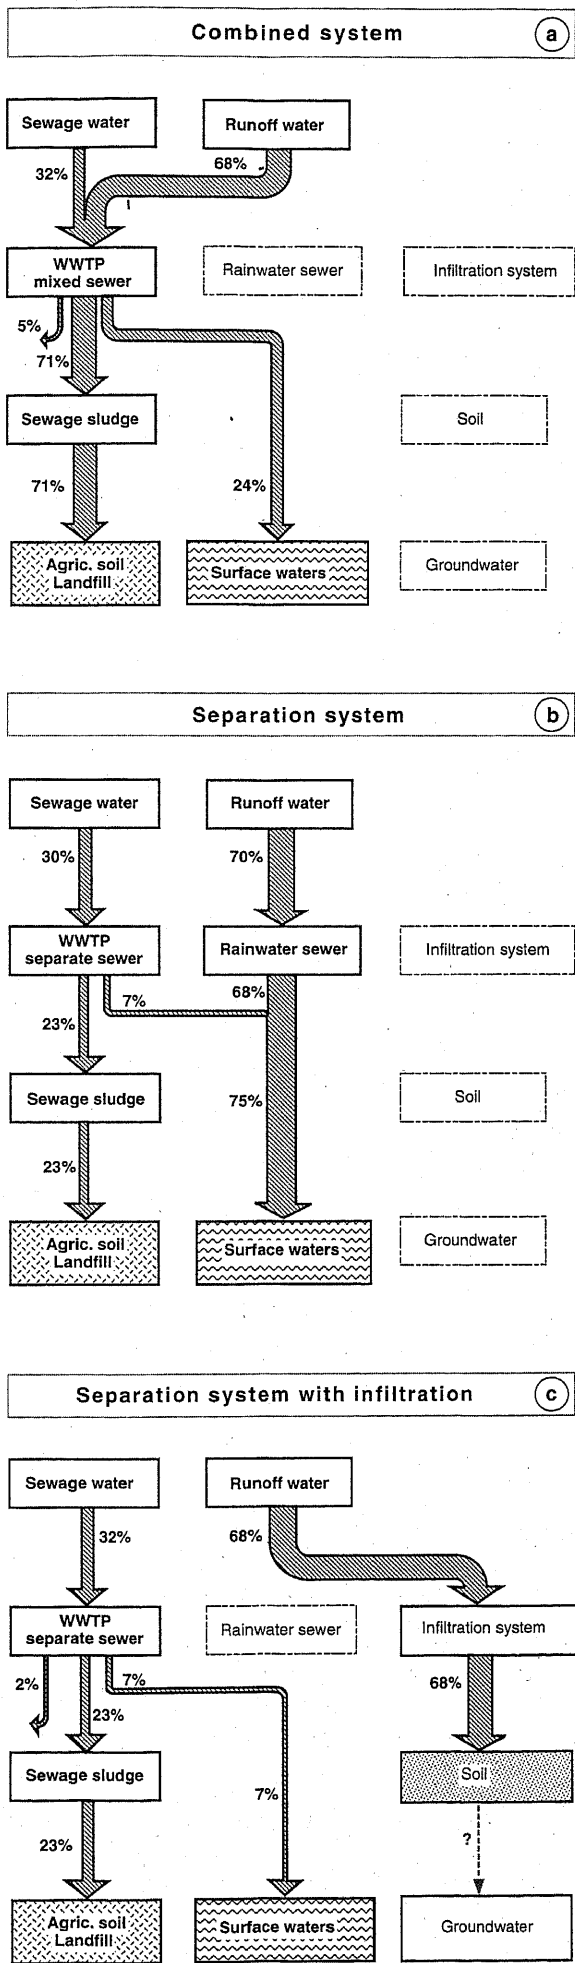 Combined system
a
Sewage water
Runoff water
32%
68%
WWTP
mixed sewer
Rainwater sewer
Infiltration system
5%
71%
Sewage sludge
Soil
71%
24%
Agric. soil
Landfill
Surface waters
Groundwater
Separation system
b
Sewage water
Runoff water
30%
70%
WWTP
separate sewer
Rainwater sewer
Infiltration system
7%
68%
23%
Sewage sludge
75%
Soil
23%
Agric. soil
Landfill
Surface waters
Groundwater
Separation system with infiltration
c
Sewage water
Runoff water
32%
68%
WWTP
separate sewer
Rainwater sewer
Infiltration system
2%
7%
68%
23%
Sewage sludge
Soil
7%
23%
?
Agric. soil
Landfill
Surface waters
Groundwater